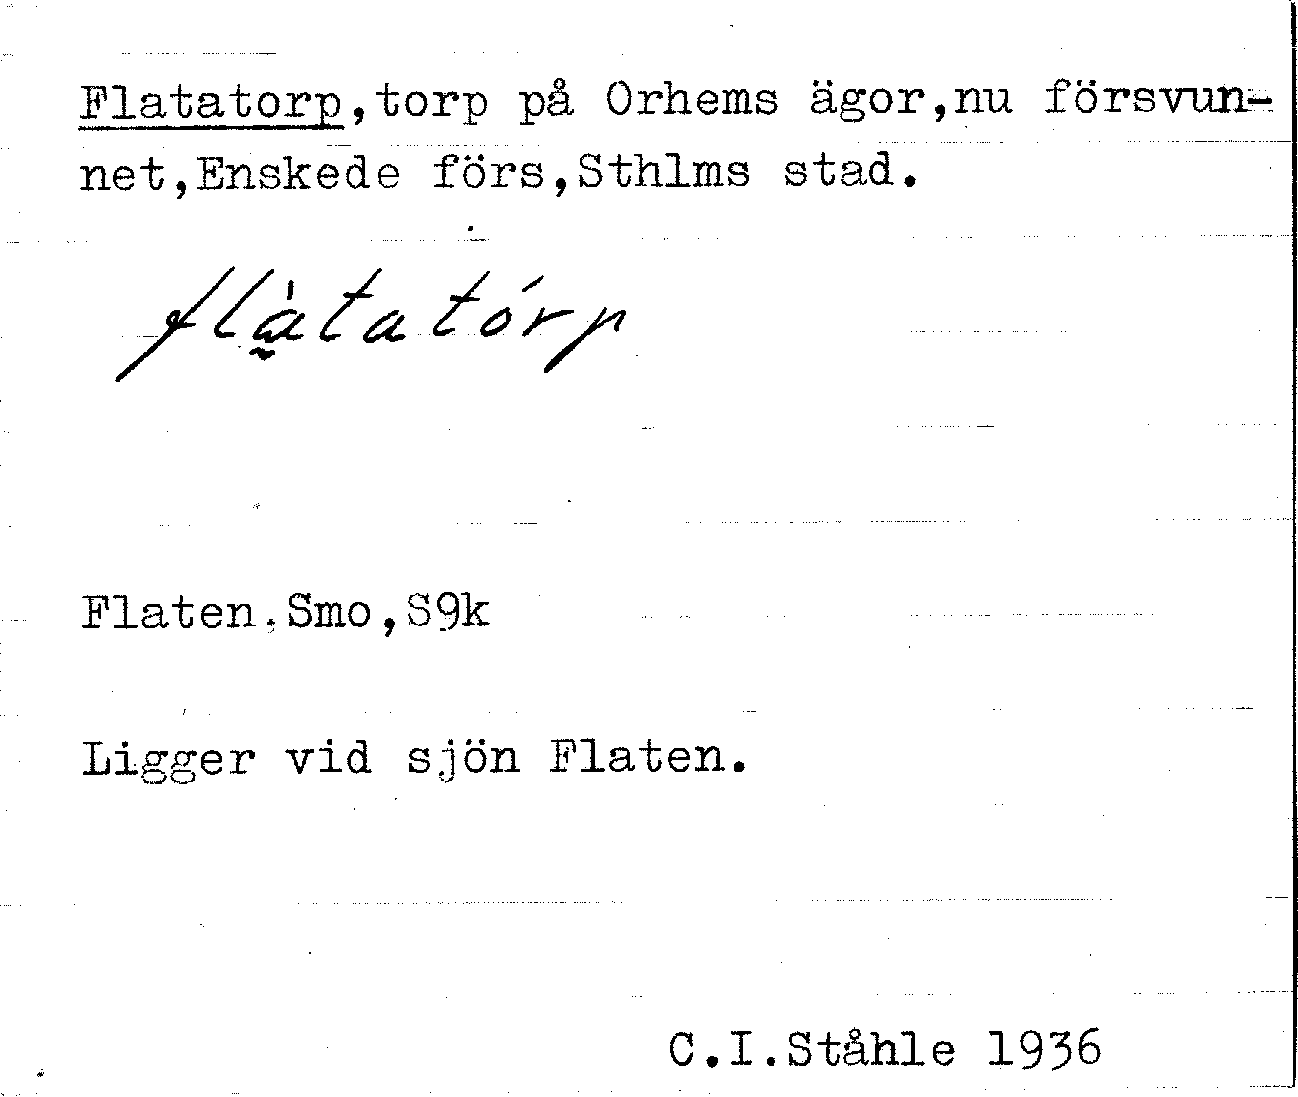 Flatatorp,torp på Orhems ägor,nu försvun-
net,Enskede förs,Sthlms stad.
flàtatórp
Flaten,Smo,S9k
Ligger vid sjön Flaten.
C.I.Ståhle 1936